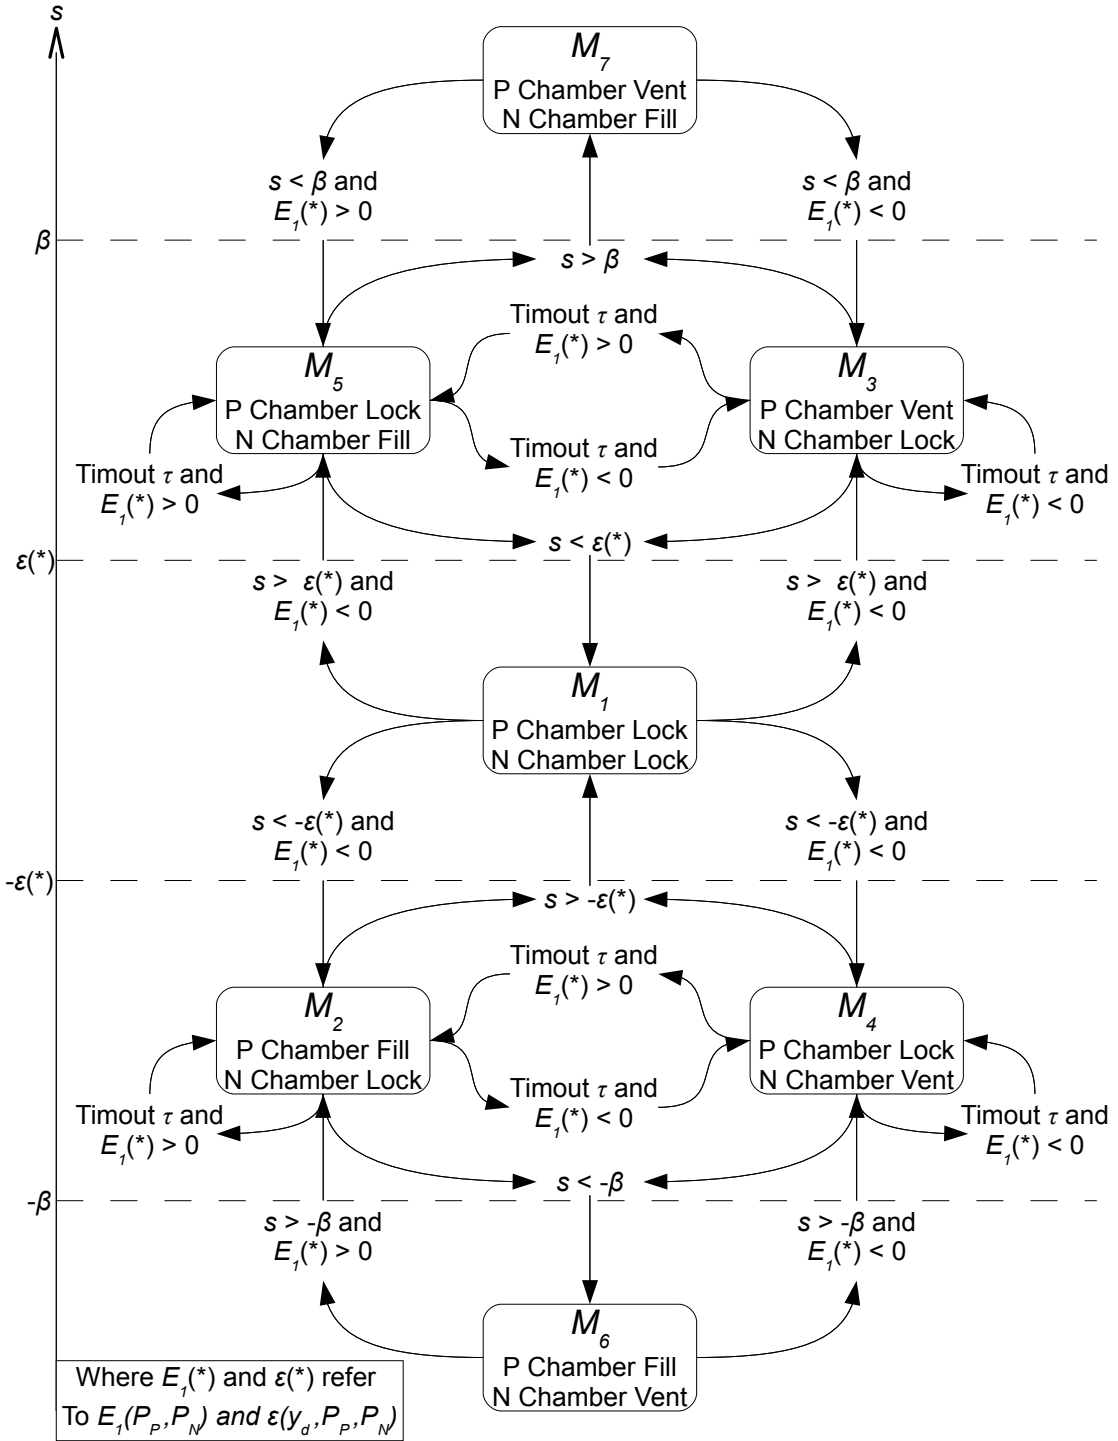 s
M7
P Chamber Vent
N Chamber Fill
s < β and
E1(*) > 0
s < β and
E1(*) < 0
β
s > β
Timout τ and
E1(*) > 0
M5
P Chamber Lock
N Chamber Fill
M3
P Chamber Vent
N Chamber Lock
Timout τ and
E1(*) < 0
Timout τ and
E1(*) > 0
Timout τ and
E1(*) < 0
s < ε(*)
ε(*)
s > ε(*) and
E1(*) < 0
s > ε(*) and
E1(*) < 0
M1
P Chamber Lock
N Chamber Lock
s < -ε(*) and
E1(*) < 0
s < -ε(*) and
E1(*) < 0
-ε(*)
s > -ε(*)
Timout τ and
E1(*) > 0
M2
P Chamber Fill
N Chamber Lock
M4
P Chamber Lock
N Chamber Vent
Timout τ and
E1(*) < 0
Timout τ and
E1(*) > 0
Timout τ and
E1(*) < 0
s < -β
-β
s > -β and
E1(*) > 0
s > -β and
E1(*) < 0
M6
P Chamber Fill
N Chamber Vent
Where E1(*) and ε(*) refer
To E1(PP,PN) and ε(yd,PP,PN)